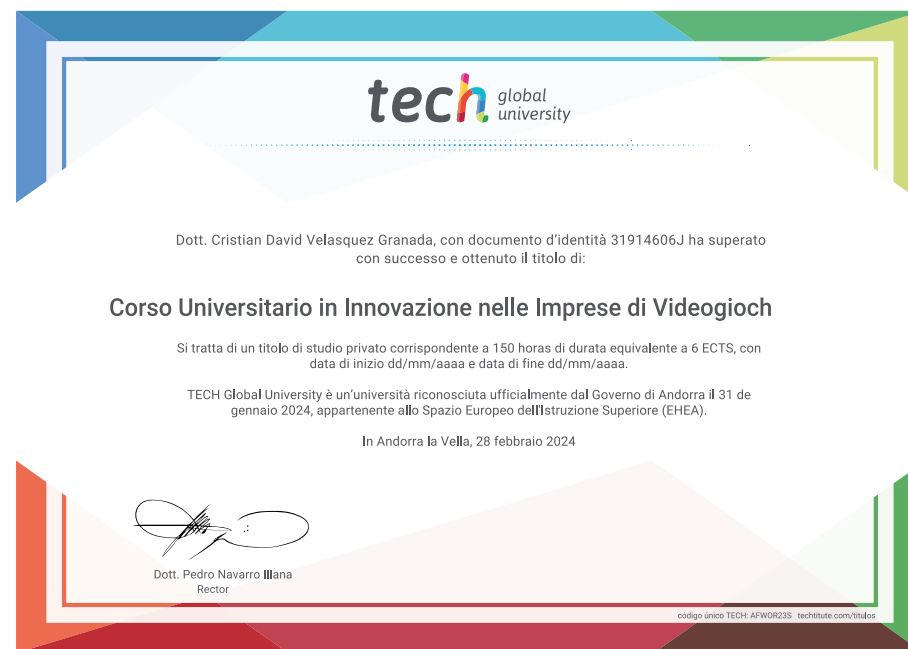 tech global university
Dott. Cristian David Velasquez Granada, con documento d'identità 31914606J ha superato
con successo e ottenuto il titolo di:
Corso Universitario in Innovazione nelle Imprese di Videogioch
Si tratta di un titolo di studio privato corrispondente a 150 horas di durata equivalente a 6 ECTS, con
data di inizio dd/mm/aaaa e data di fine dd/mm/aaaa.
TECH Global University è un'università riconosciuta ufficialmente dal Governo di Andorra il 31 de
gennaio 2024, appartenente allo Spazio Europeo dell'Istruzione Superiore (EHEA).
In Andorra la Vella, 28 febbraio 2024
Dott. Pedro Navarro Illana
Rector
código único TECH: AFWOR23S techtitute.com/titulos